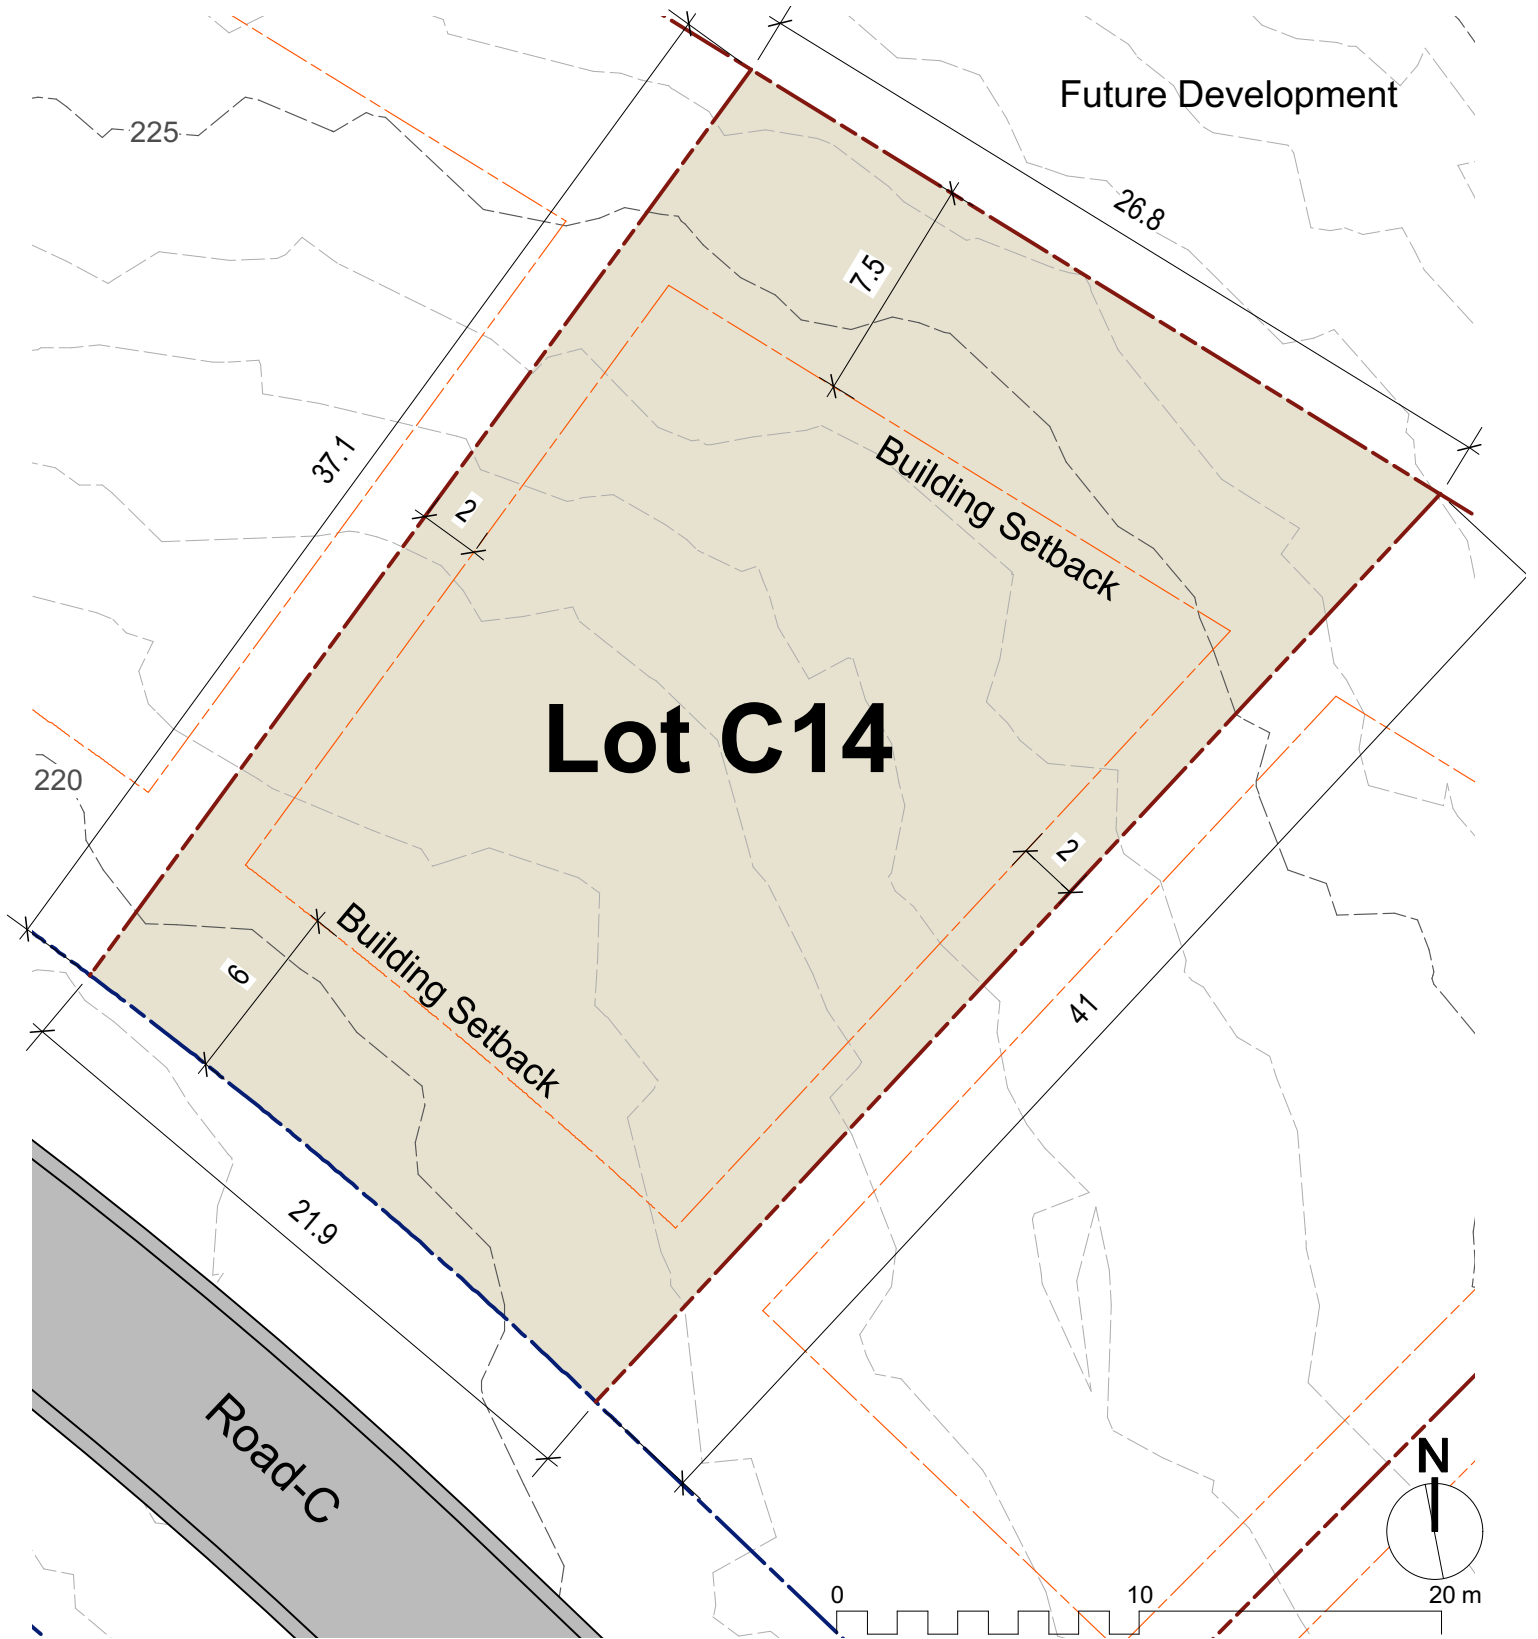 Future Development
225
26.8
7.5
37.1
Building Setback
2
Lot C14
220
2
Building Setback
6
41
21.9
Road-C
N
0 10 20 m